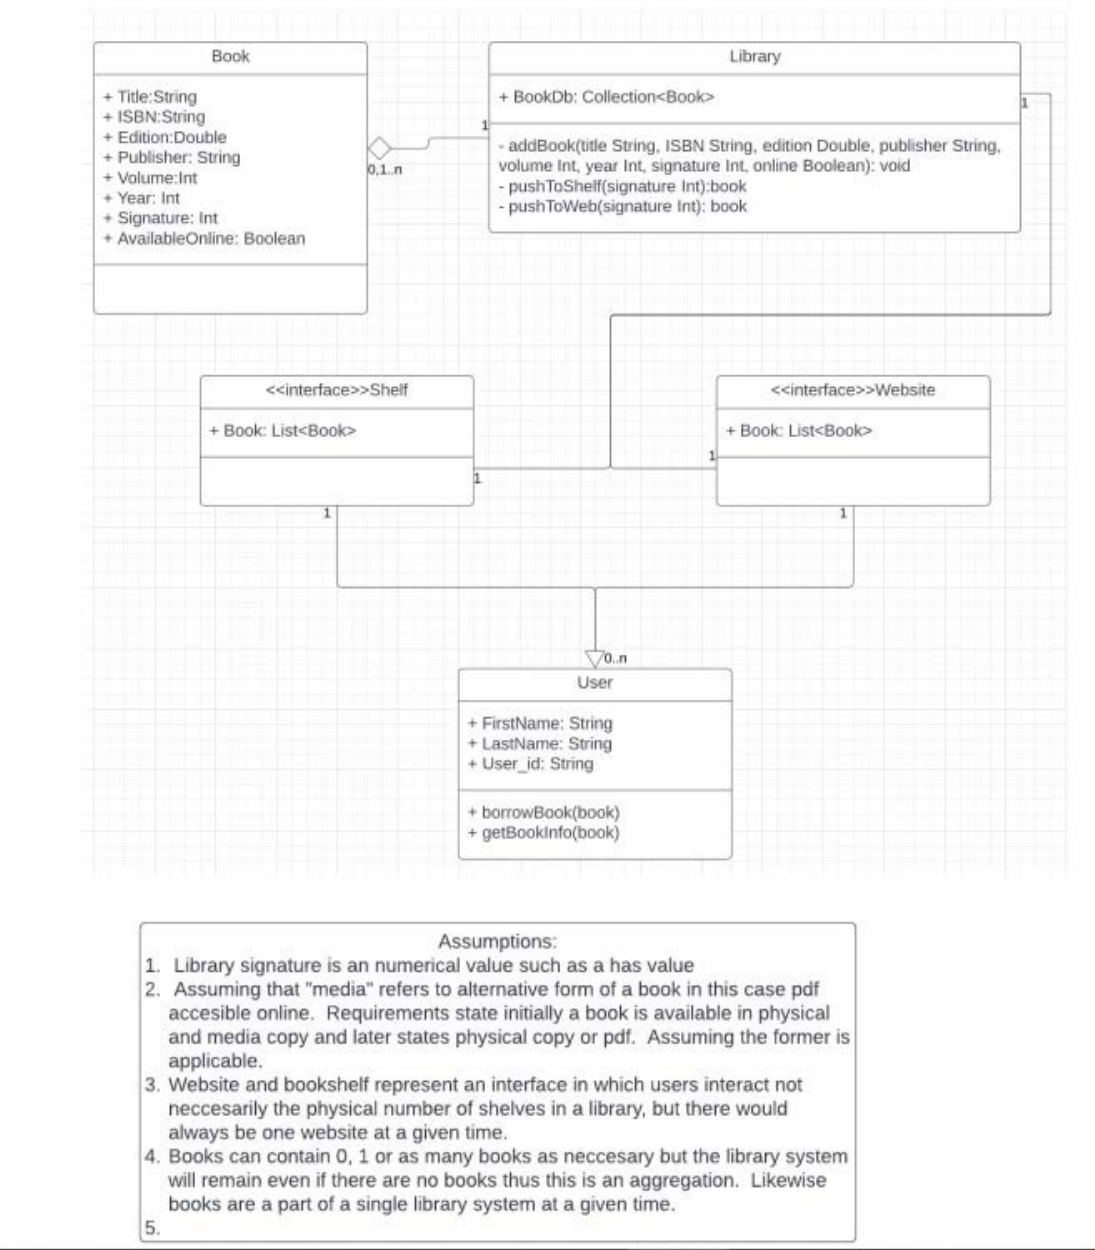 Book
+ Title:String
+ ISBN:String
+ Edition:Double
+ Publisher: String
+ Volume:Int
+ Year: Int
+ Signature: Int
+ AvailableOnline: Boolean
0,1..n
1
Library
+ BookDb: Collection<Book>
- addBook(title String, ISBN String, edition Double, publisher String,
volume Int, year Int, signature Int, online Boolean): void
- pushToShelf(signature Int):book
- pushToWeb(signature Int): book
1
<<interface>>Shelf
+ Book: List<Book>
1
1
<<interface>>Website
+ Book: List<Book>
1
1
0..n
User
+ FirstName: String
+ LastName: String
+ User_id: String
+ borrowBook(book)
+ getBookInfo(book)
Assumptions:
1. Library signature is an numerical value such as a has value
2. Assuming that "media" refers to alternative form of a book in this case pdf
accesible online. Requirements state initially a book is available in physical
and media copy and later states physical copy or pdf. Assuming the former is
applicable.
3. Website and bookshelf represent an interface in which users interact not
neccesarily the physical number of shelves in a library, but there would
always be one website at a given time.
4. Books can contain 0, 1 or as many books as neccesary but the library system
will remain even if there are no books thus this is an aggregation. Likewise
books are a part of a single library system at a given time.
5.